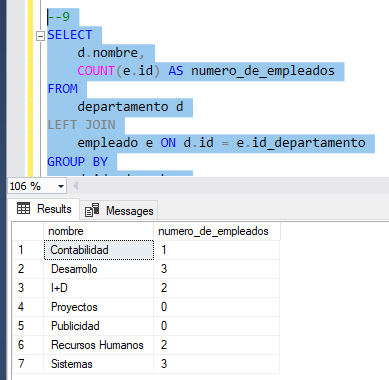 --9
SELECT
d.nombre,
COUNT(e.id) AS numero_de_empleados
FROM
departamento d
LEFT JOIN
empleado e ON d.id = e.id_departamento
GROUP BY
106 %
Results Messages
nombre numero_de_empleados
1 Contabilidad 1
2 Desarrollo 3
3 I+D 2
4 Proyectos 0
5 Publicidad 0
6 Recursos Humanos 2
7 Sistemas 3